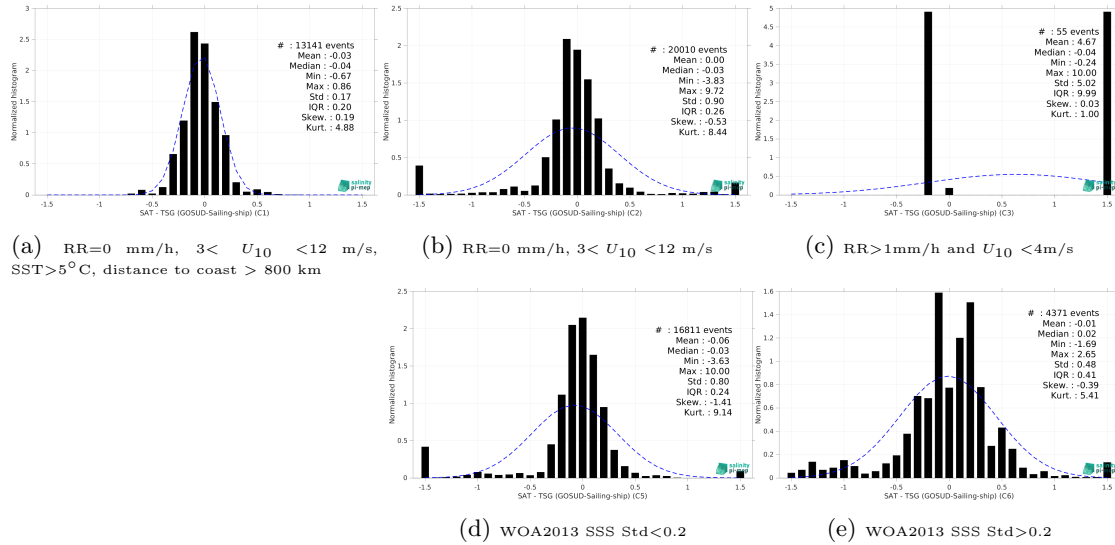 3
2.5
2
1.5
1
0.5
0
Normalized histogram
# : 13141 events
Mean : -0.03
Median : -0.04
Min : -0.67
Max : 0.86
Std : 0.17
IQR : 0.20
Skew. : 0.19
Kurt. : 4.88
salinity
pi-mep
-1.5 -1 -0.5 0 0.5 1 1.5
SAT - TSG (GOSUD-Sailing-ship) (C1)
(a) RR=0 mm/h, 3< U10 <12 m/s,
SST>5°C, distance to coast > 800 km
2.5
2
1.5
1
0.5
0
Normalized histogram
# : 20010 events
Mean : 0.00
Median : -0.03
Min : -3.83
Max : 9.72
Std : 0.90
IQR : 0.26
Skew. : -0.53
Kurt. : 8.44
salinity
pi-mep
-1.5 -1 -0.5 0 0.5 1 1.5
SAT - TSG (GOSUD-Sailing-ship) (C2)
(b) RR=0 mm/h, 3< U10 <12 m/s
5
4.5
4
3.5
3
2.5
2
1.5
1
0.5
0
Normalized histogram
# : 55 events
Mean : 4.67
Median : -0.04
Min : -0.24
Max : 10.00
Std : 5.02
IQR : 9.99
Skew. : 0.03
Kurt. : 1.00
salinity
pi-mep
-1.5 -1 -0.5 0 0.5 1 1.5
SAT - TSG (GOSUD-Sailing-ship) (C3)
(c) RR>1mm/h and U10 <4m/s
2.5
2
1.5
1
0.5
0
Normalized histogram
# : 16811 events
Mean : -0.06
Median : -0.03
Min : -3.63
Max : 10.00
Std : 0.80
IQR : 0.24
Skew. : -1.41
Kurt. : 9.14
salinity
pi-mep
-1.5 -1 -0.5 0 0.5 1 1.5
SAT - TSG (GOSUD-Sailing-ship) (C5)
(d) WOA2013 SSS Std<0.2
1.6
1.4
1.2
1
0.8
0.6
0.4
0.2
0
Normalized histogram
# : 4371 events
Mean : -0.01
Median : 0.02
Min : -1.69
Max : 2.65
Std : 0.48
IQR : 0.41
Skew. : -0.39
Kurt. : 5.41
salinity
pi-mep
-1.5 -1 -0.5 0 0.5 1 1.5
SAT - TSG (GOSUD-Sailing-ship) (C6)
(e) WOA2013 SSS Std>0.2